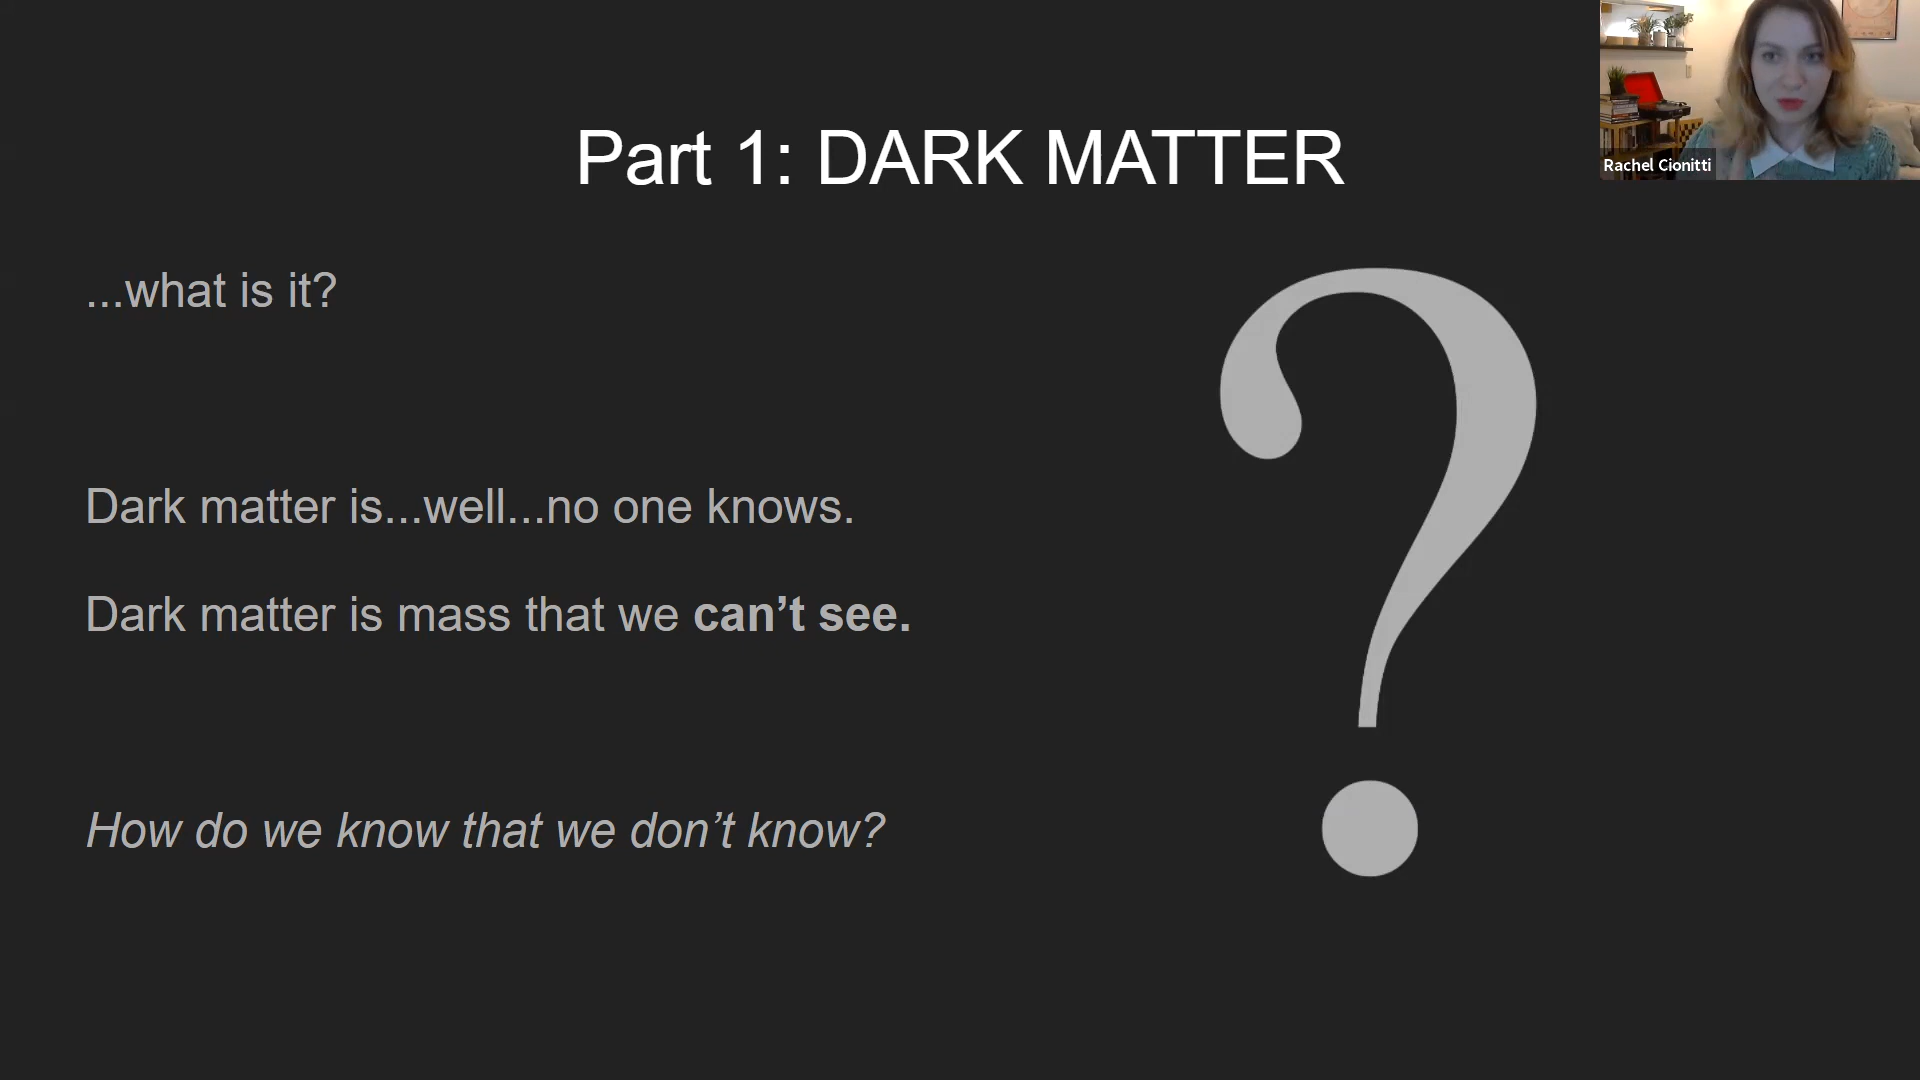 Part 1: DARK MATTER
Rachel Cionitti
...what is it?
Dark matter is...well...no one knows.
Dark matter is mass that we can’t see.
How do we know that we don’t know?
?